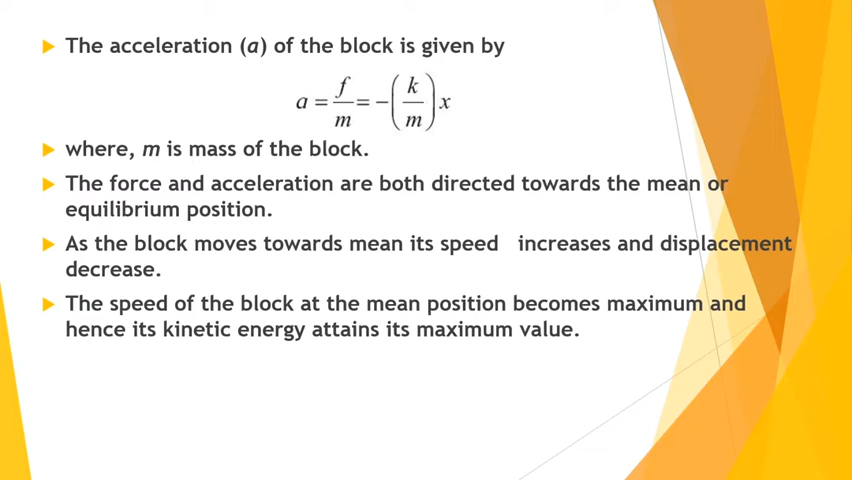 The acceleration (a) of the block is given by
a = f/m = -(k/m)x
where, m is mass of the block.
The force and acceleration are both directed towards the mean or
equilibrium position.
As the block moves towards mean its speed increases and displacement
decrease.
The speed of the block at the mean position becomes maximum and
hence its kinetic energy attains its maximum value.